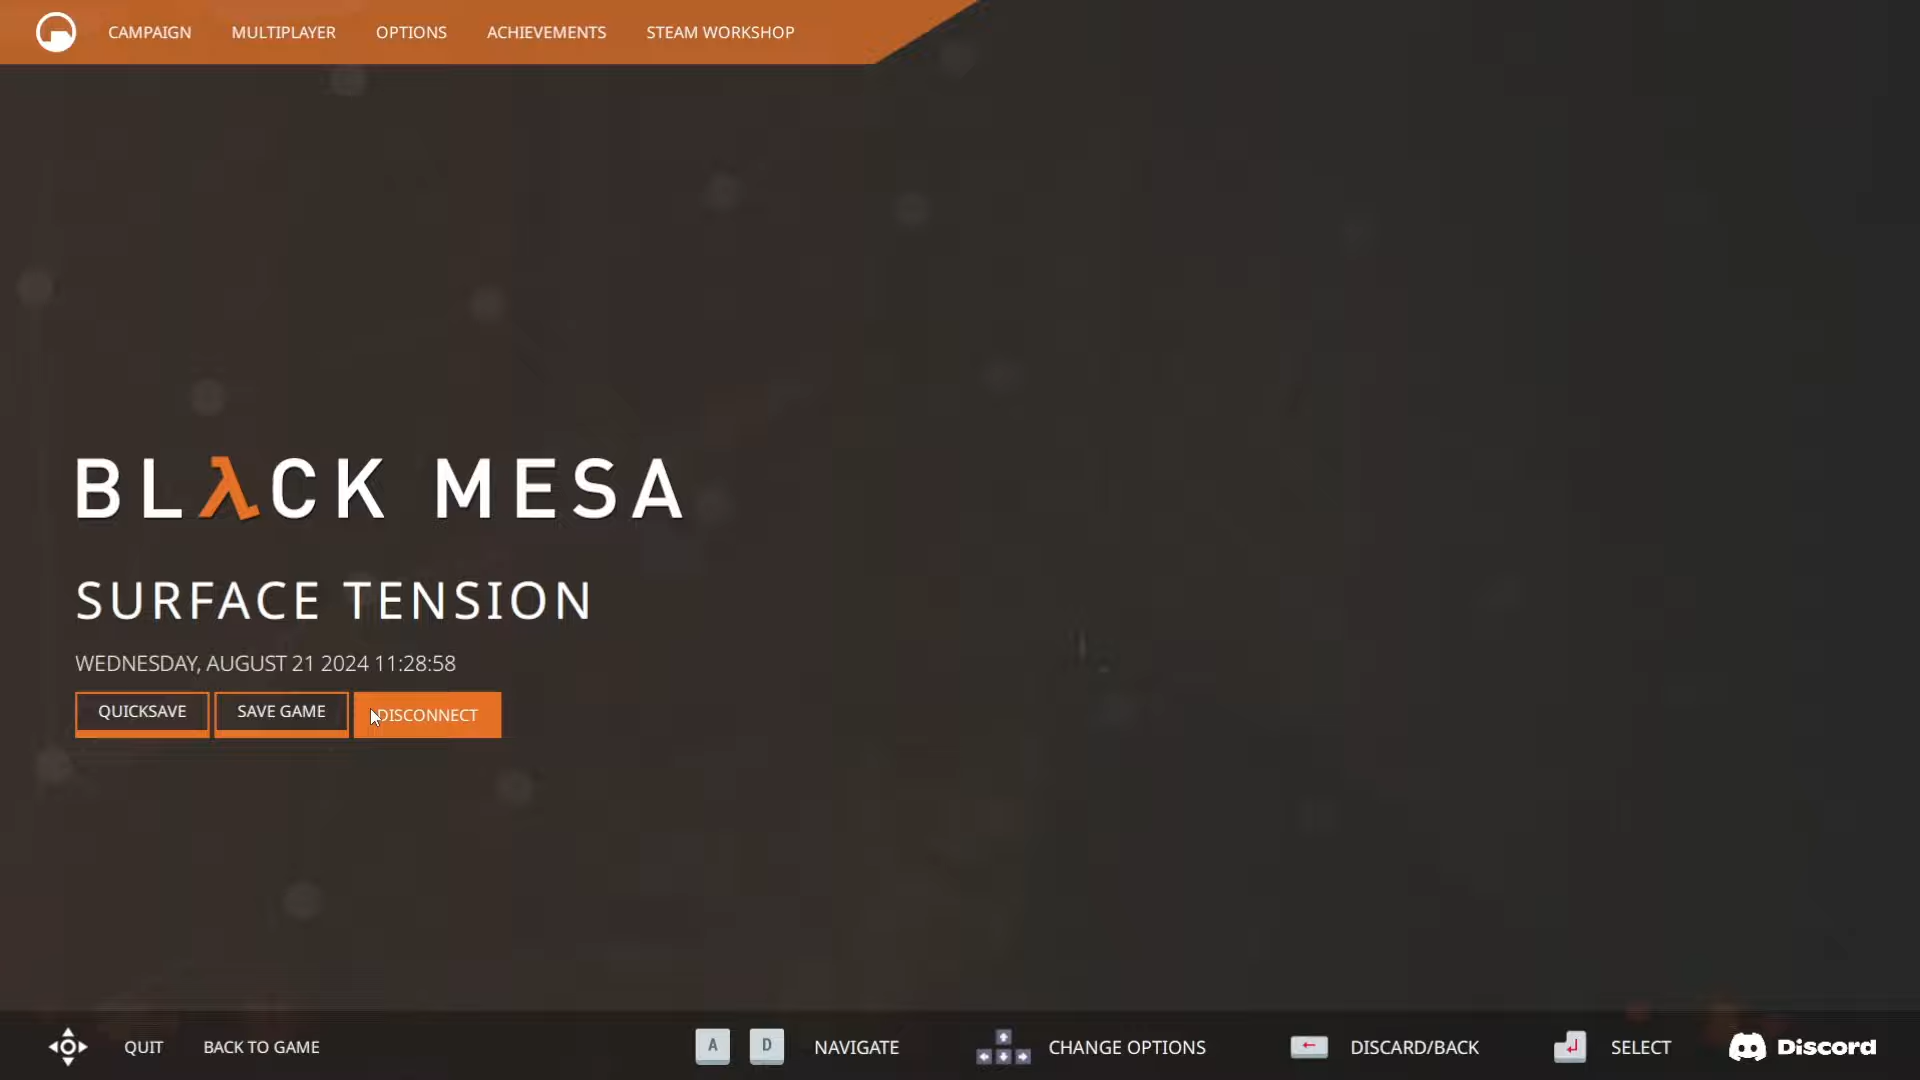 CAMPAIGN MULTIPLAYER OPTIONS ACHIEVEMENTS STEAM WORKSHOP
BLλCK MESA
SURFACE TENSION
WEDNESDAY, AUGUST 21 2024 11:28:58
QUICKSAVE SAVE GAME DISCONNECT
QUIT BACK TO GAME A D NAVIGATE CHANGE OPTIONS DISCARD/BACK SELECT Discord